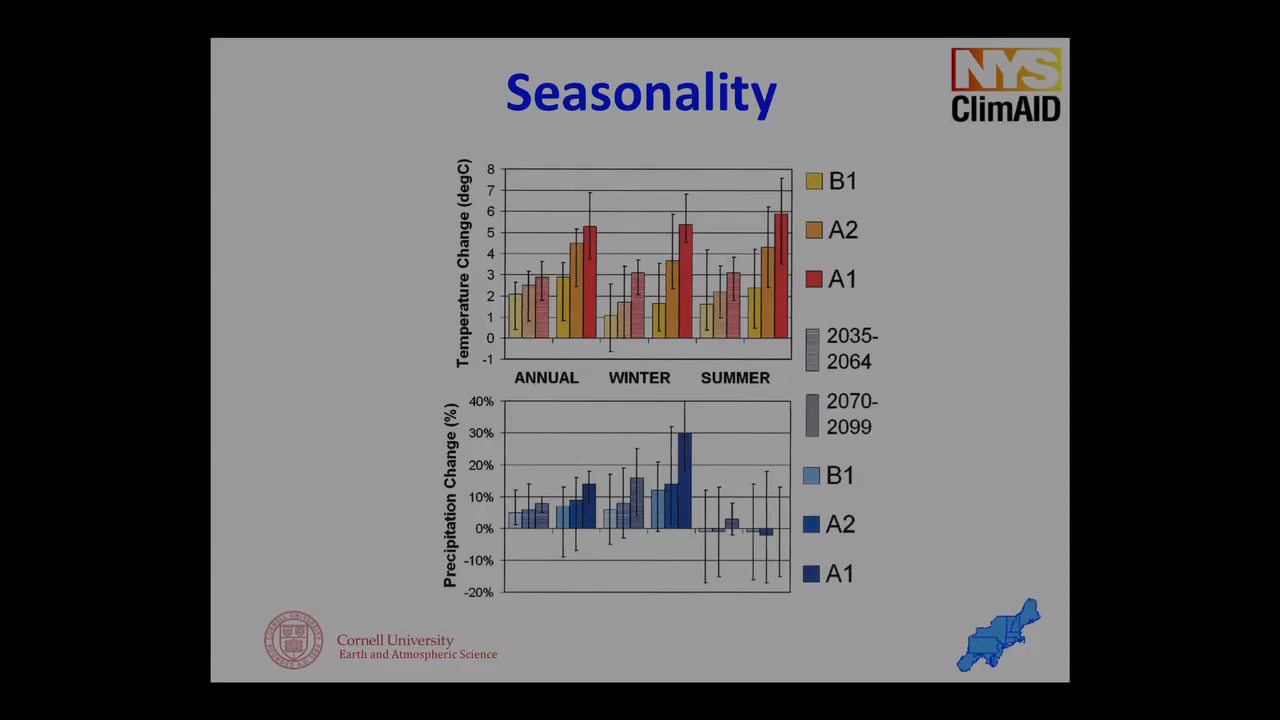 Seasonality
NYS
ClimAID
Temperature Change (degC)
8
7
6
5
4
3
2
1
0
-1
ANNUAL WINTER SUMMER
B1
A2
A1
2035-
2064
2070-
2099
Precipitation Change (%)
40%
30%
20%
10%
0%
-10%
-20%
B1
A2
A1
Cornell University
Earth and Atmospheric Science